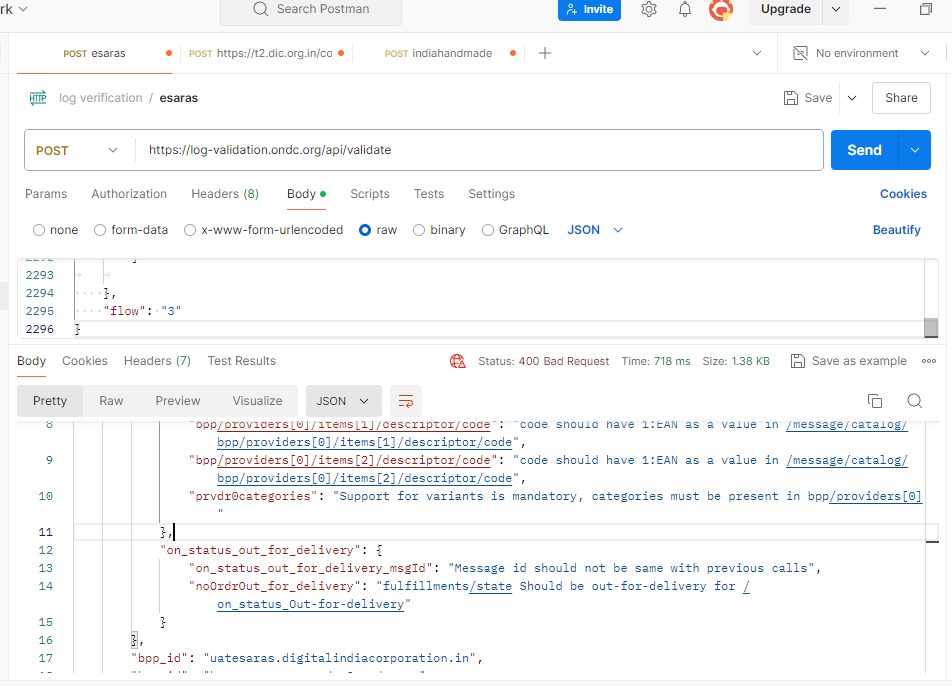 rk
Search Postman
Invite
Upgrade
POST esaras
POST https://t2.dic.org.in/co
POST indiahandmade
No environment
HTTP log verification / esaras
Save
Share
POST
https://log-validation.ondc.org/api/validate
Send
Params Authorization Headers (8) Body Scripts Tests Settings Cookies
none form-data x-www-form-urlencoded raw binary GraphQL JSON Beautify
2292
2293
2294 },
2295 "flow": "3"
2296 }
Body Cookies Headers (7) Test Results Status: 400 Bad Request Time: 718 ms Size: 1.38 KB Save as example
Pretty Raw Preview Visualize JSON
8 "bpp/providers[0]/items[1]/descriptor/code": "code should have 1:EAN as a value in /message/catalog/
bpp/providers[0]/items[1]/descriptor/code",
9 "bpp/providers[0]/items[2]/descriptor/code": "code should have 1:EAN as a value in /message/catalog/
bpp/providers[0]/items[2]/descriptor/code",
10 "prvdr0categories": "Support for variants is mandatory, categories must be present in bpp/providers[0]
"
11 },
12 "on_status_out_for_delivery": {
13 "on_status_out_for_delivery_msgId": "Message id should not be same with previous calls",
14 "noOrdrOut_for_delivery": "fulfillments/state Should be out-for-delivery for /
on_status_Out-for-delivery"
15 }
16 },
17 "bpp_id": "uatesaras.digitalindiacorporation.in",